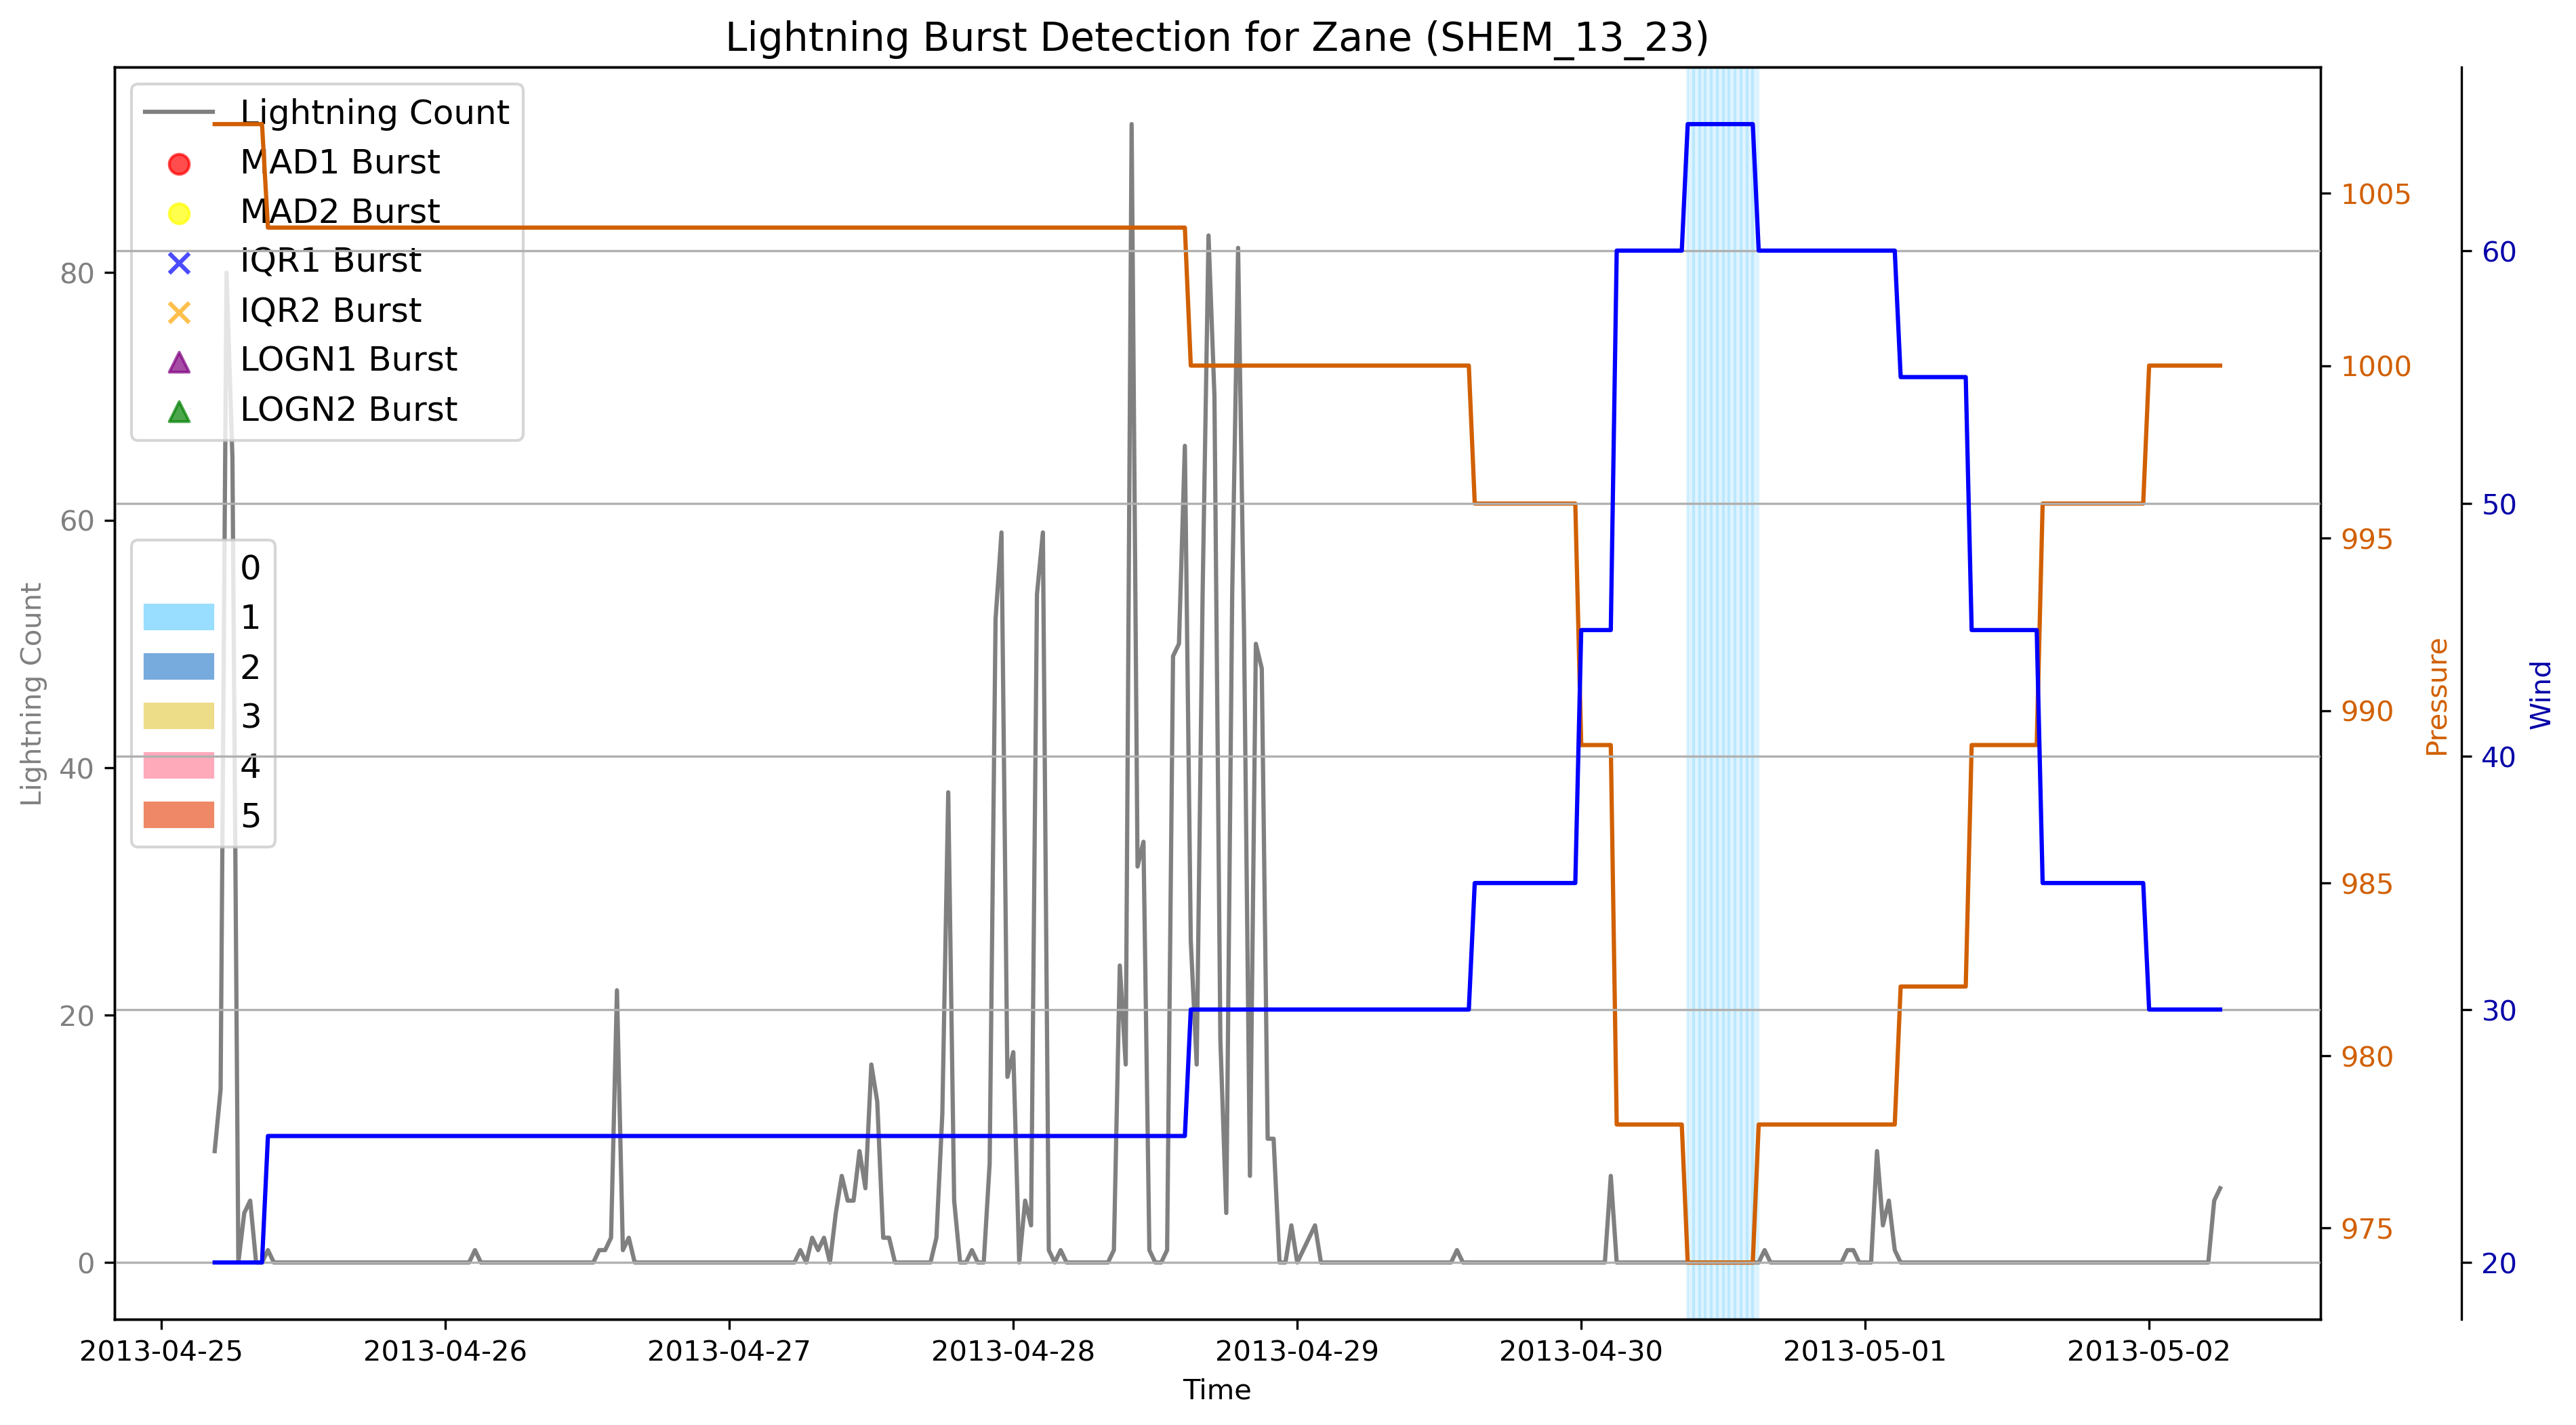 Lightning Burst Detection for Zane (SHEM_13_23)
Lightning Count
MAD1 Burst
MAD2 Burst
IQR1 Burst
IQR2 Burst
LOGN1 Burst
LOGN2 Burst
0
1
2
3
4
5
Lightning Count
80
60
40
20
0
1005
1000
995
990
985
980
975
Pressure
60
50
40
30
20
Wind
2013-04-25
2013-04-26
2013-04-27
2013-04-28
2013-04-29
2013-04-30
2013-05-01
2013-05-02
Time